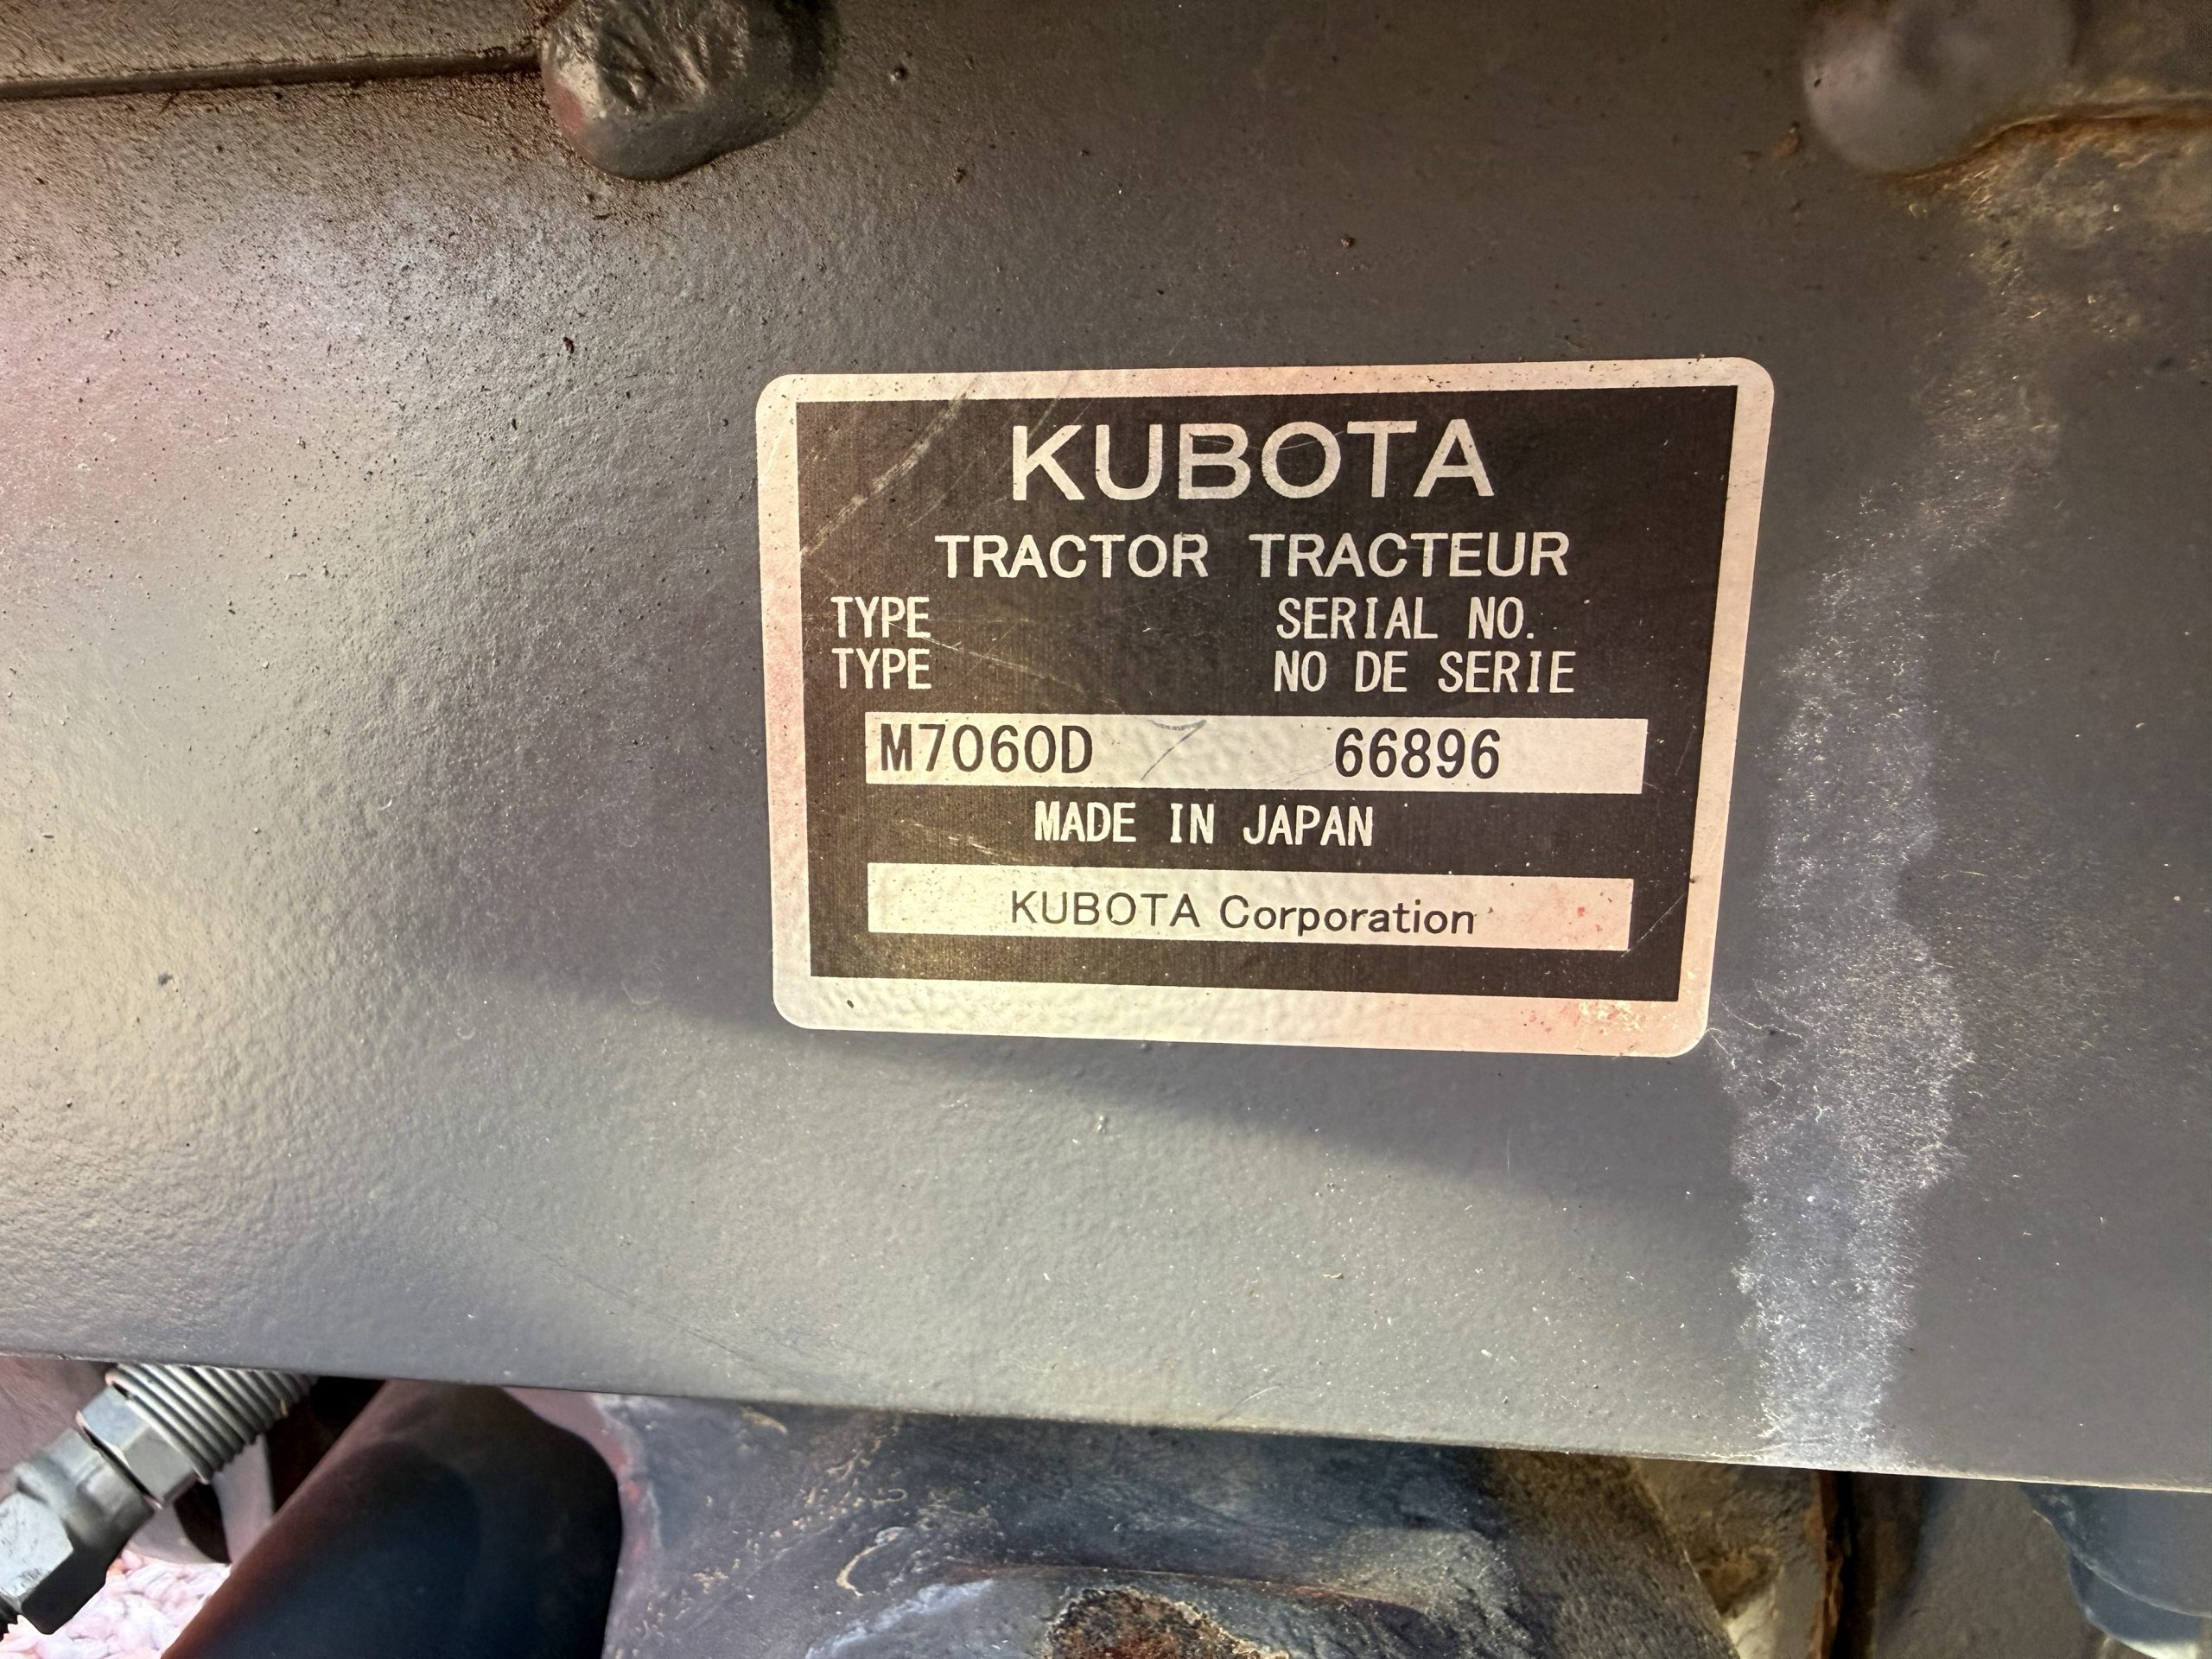 KUBOTA
TRACTOR TRACTEUR
TYPE SERIAL NO.
TYPE NO DE SERIE
M7060D 66896
MADE IN JAPAN
KUBOTA Corporation